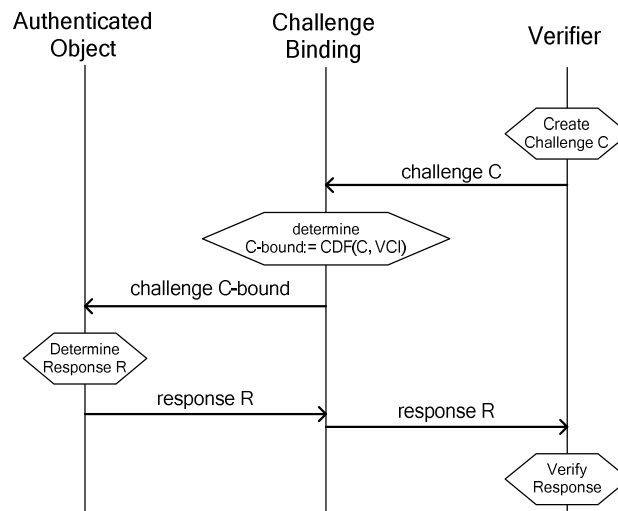 Authenticated
Object
Challenge
Binding
Verifier
Create
Challenge C
challenge C
determine
C-bound:= CDF(C, VCI)
challenge C-bound
Determine
Response R
response R
response R
Verify
Response